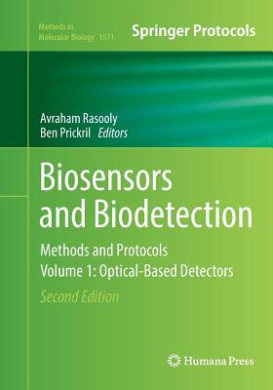 Methods in
Molecular Biology 1571
Springer Protocols
Avraham Rasooly
Ben Prickril Editors
Biosensors
and Biodetection
Methods and Protocols
Volume 1: Optical-Based Detectors
Second Edition
Humana Press